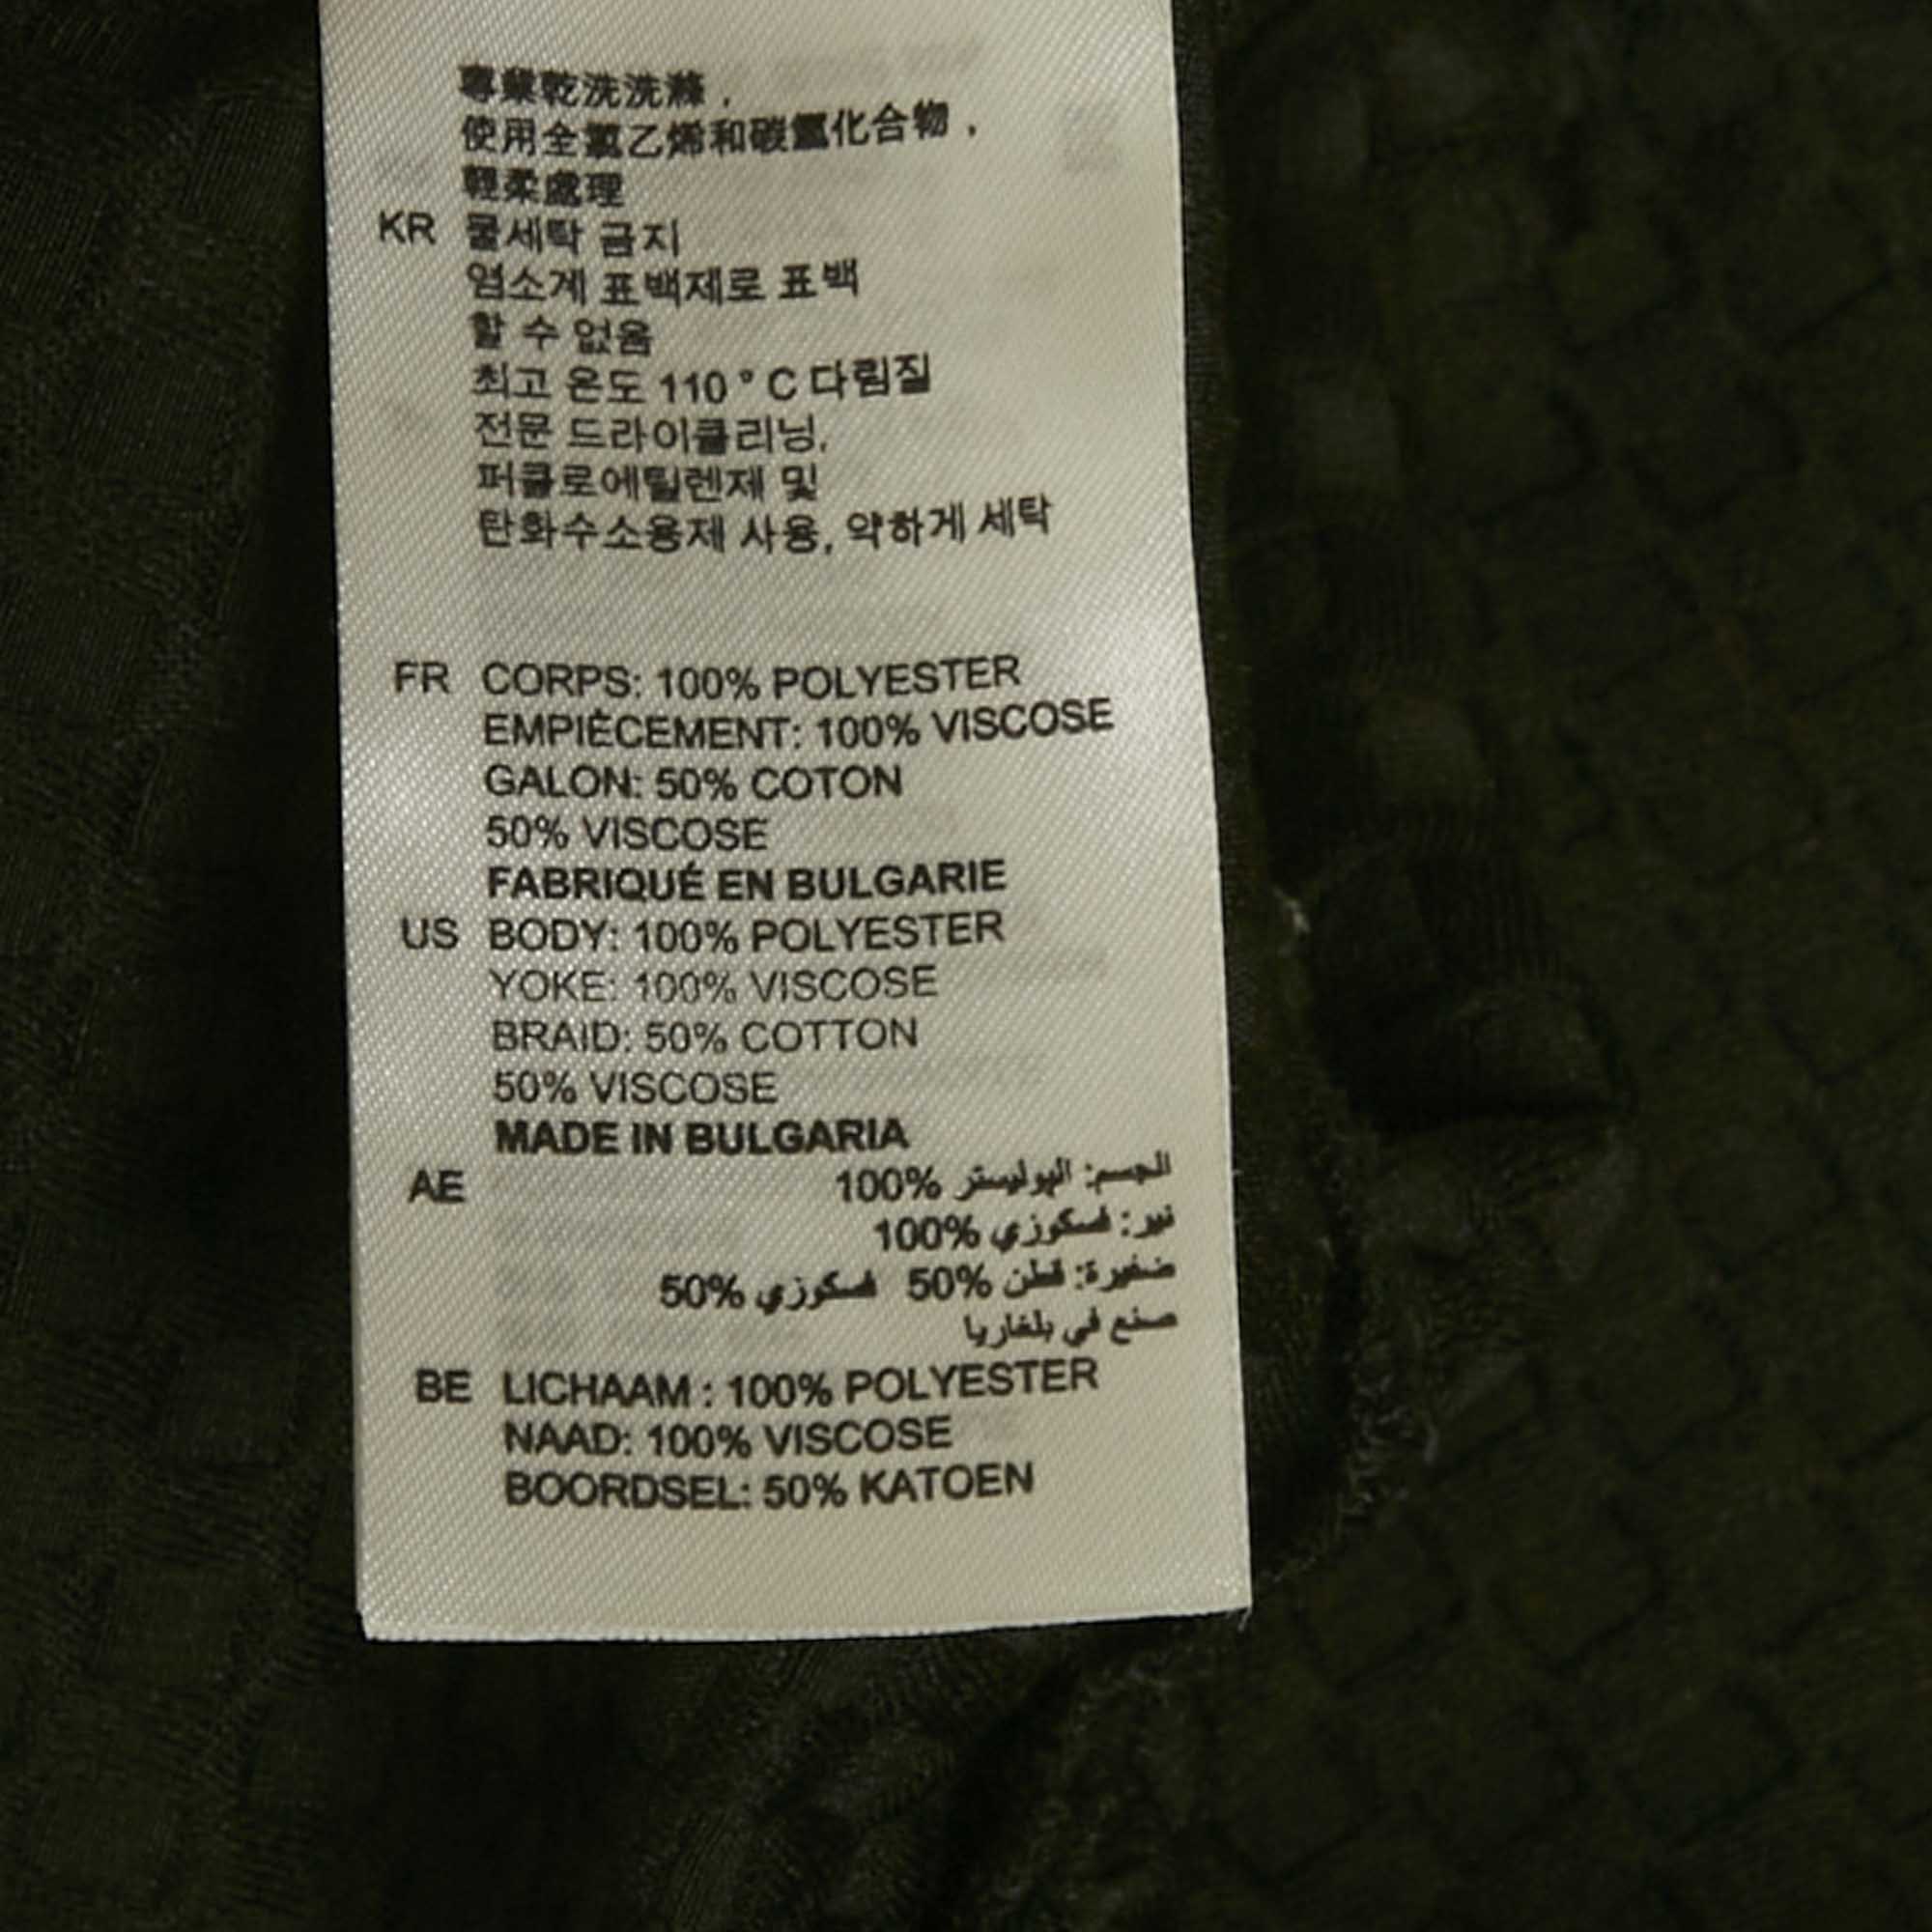 專業乾洗洗滌，
使用全氯乙烯和碳氫化合物，
輕柔處理
KR 물세탁 금지
염소계 표백제로 표백
할 수 없음
최고 온도 110 ° C 다림질
전문 드라이클리닝,
퍼클로에틸렌제 및
탄화수소용제 사용, 약하게 세탁
FR CORPS: 100% POLYESTER
EMPIÈCEMENT: 100% VISCOSE
GALON: 50% COTON
50% VISCOSE
FABRIQUÉ EN BULGARIE
US BODY: 100% POLYESTER
YOKE: 100% VISCOSE
BRAID: 50% COTTON
50% VISCOSE
MADE IN BULGARIA
AE الجسم: البوليستر %100
نير: فسكوزي %100
ضفيرة: قطن %50 فسكوزي %50
صنع في بلغاريا
BE LICHAAM : 100% POLYESTER
NAAD: 100% VISCOSE
BOORDSEL: 50% KATOEN